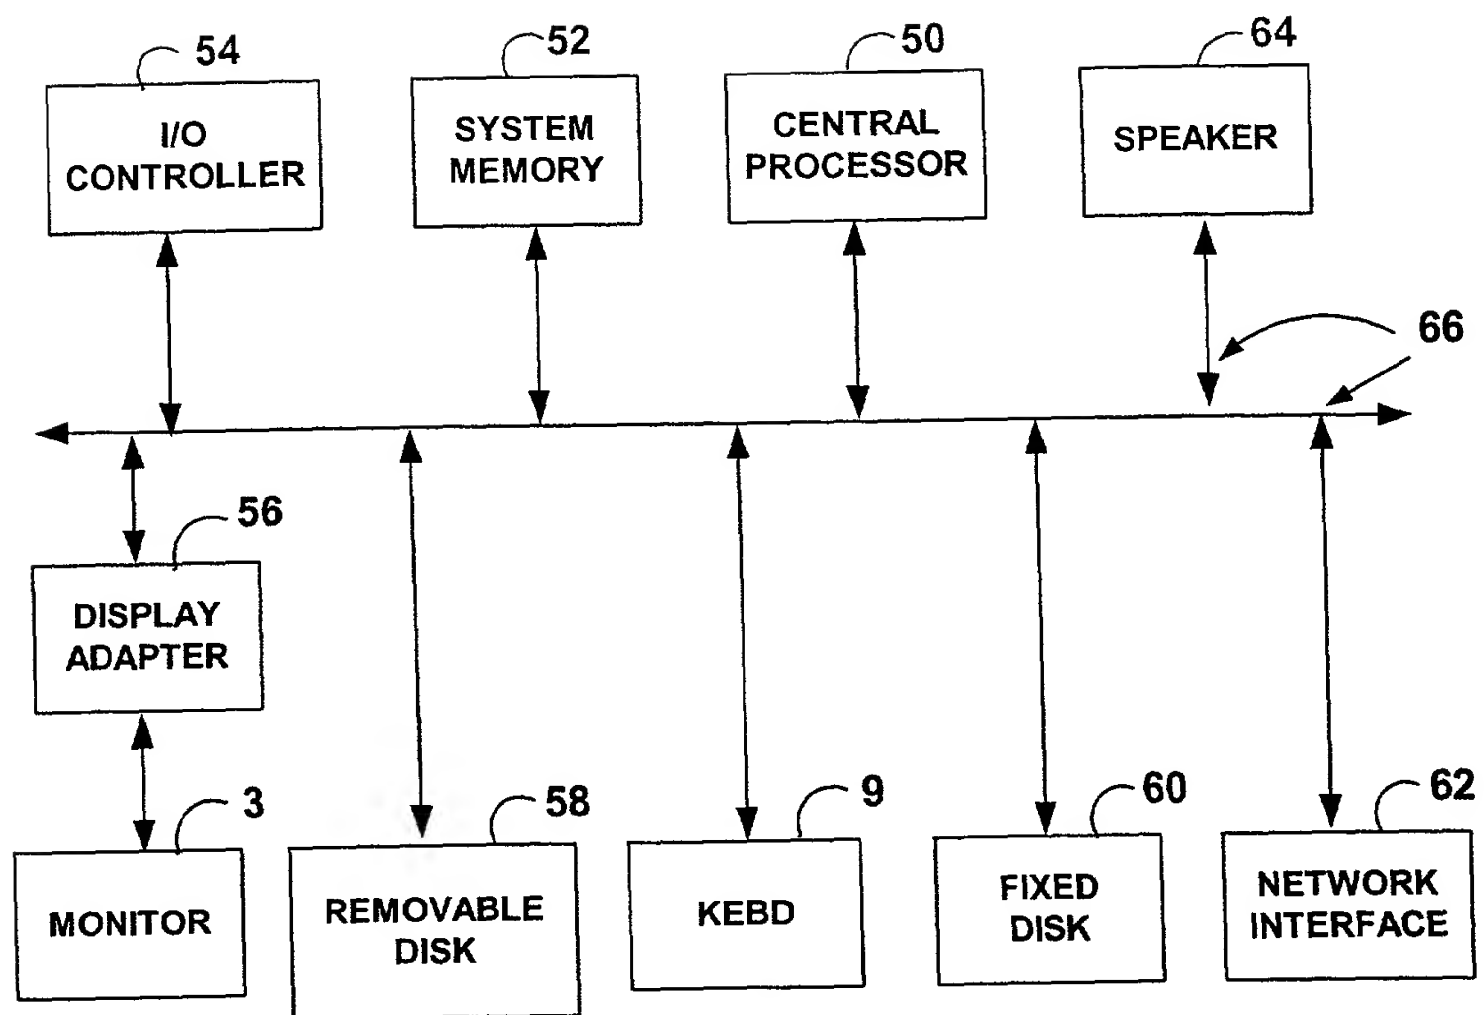 54
52
50
64
I/O
CONTROLLER
SYSTEM
MEMORY
CENTRAL
PROCESSOR
SPEAKER
66
56
DISPLAY
ADAPTER
3
58
9
60
62
MONITOR
REMOVABLE
DISK
KEBD
FIXED
DISK
NETWORK
INTERFACE